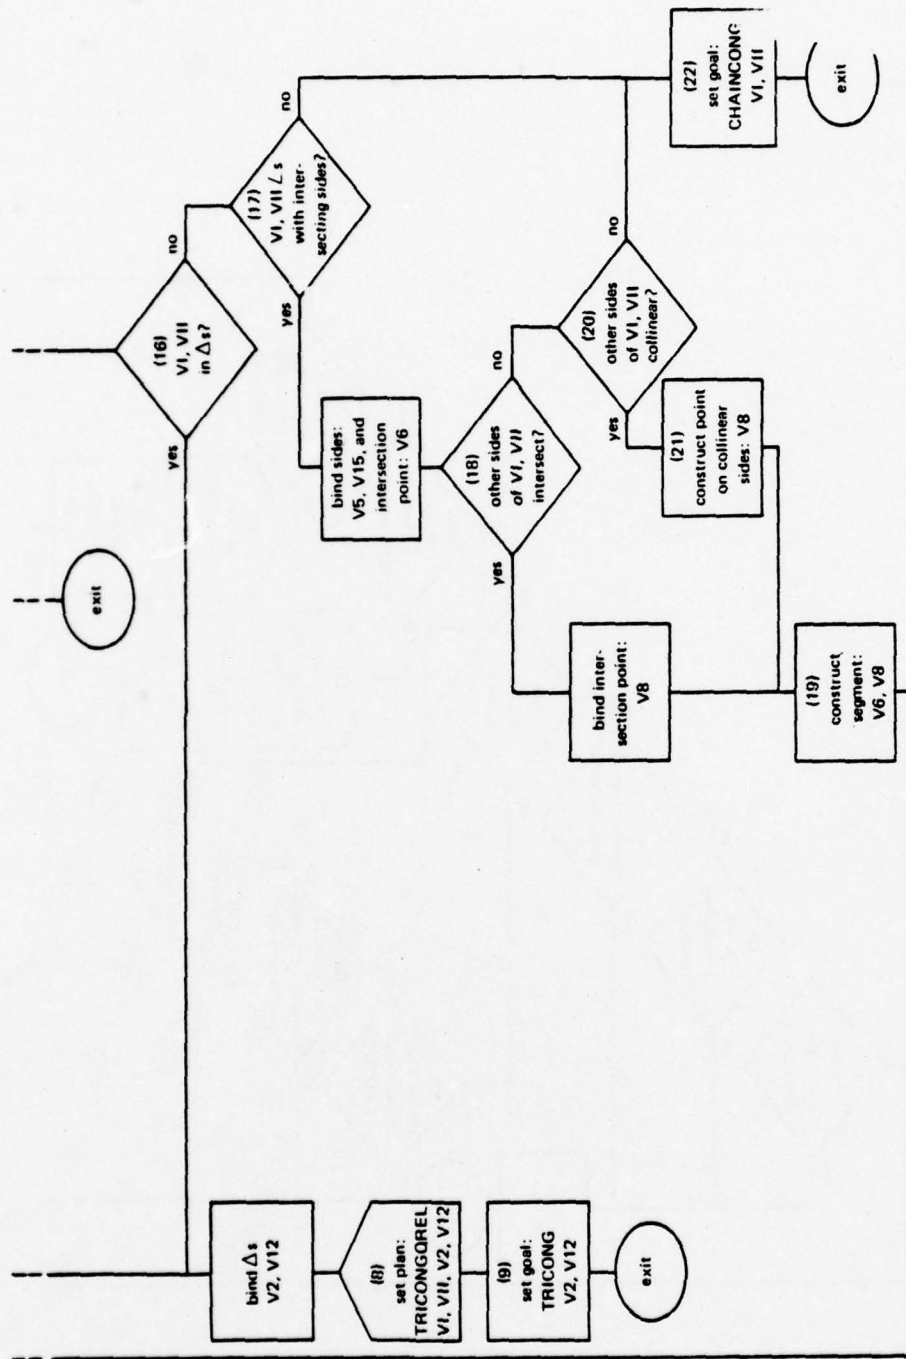 (16)
VI, VII
in Δs?
yes
no
exit
(17)
VI, VII ∠s
with inter-
secting sides?
yes
no
bind sides:
V5, V15, and
intersection
point: V6
(18)
other sides
of VI, VII
intersect?
yes
no
bind inter-
section point:
V8
(20)
other sides
of VI, VII
collinear?
yes
no
(21)
construct point
on collinear
sides: V8
(19)
construct
segment:
V6, V8
(22)
set goal:
CHAINCONG
VI, VII
exit
bind Δs
V2, V12
(8)
set plan:
TRICONGQREL
VI, VII, V2, V12
(9)
set goal:
TRICONG
V2, V12
exit